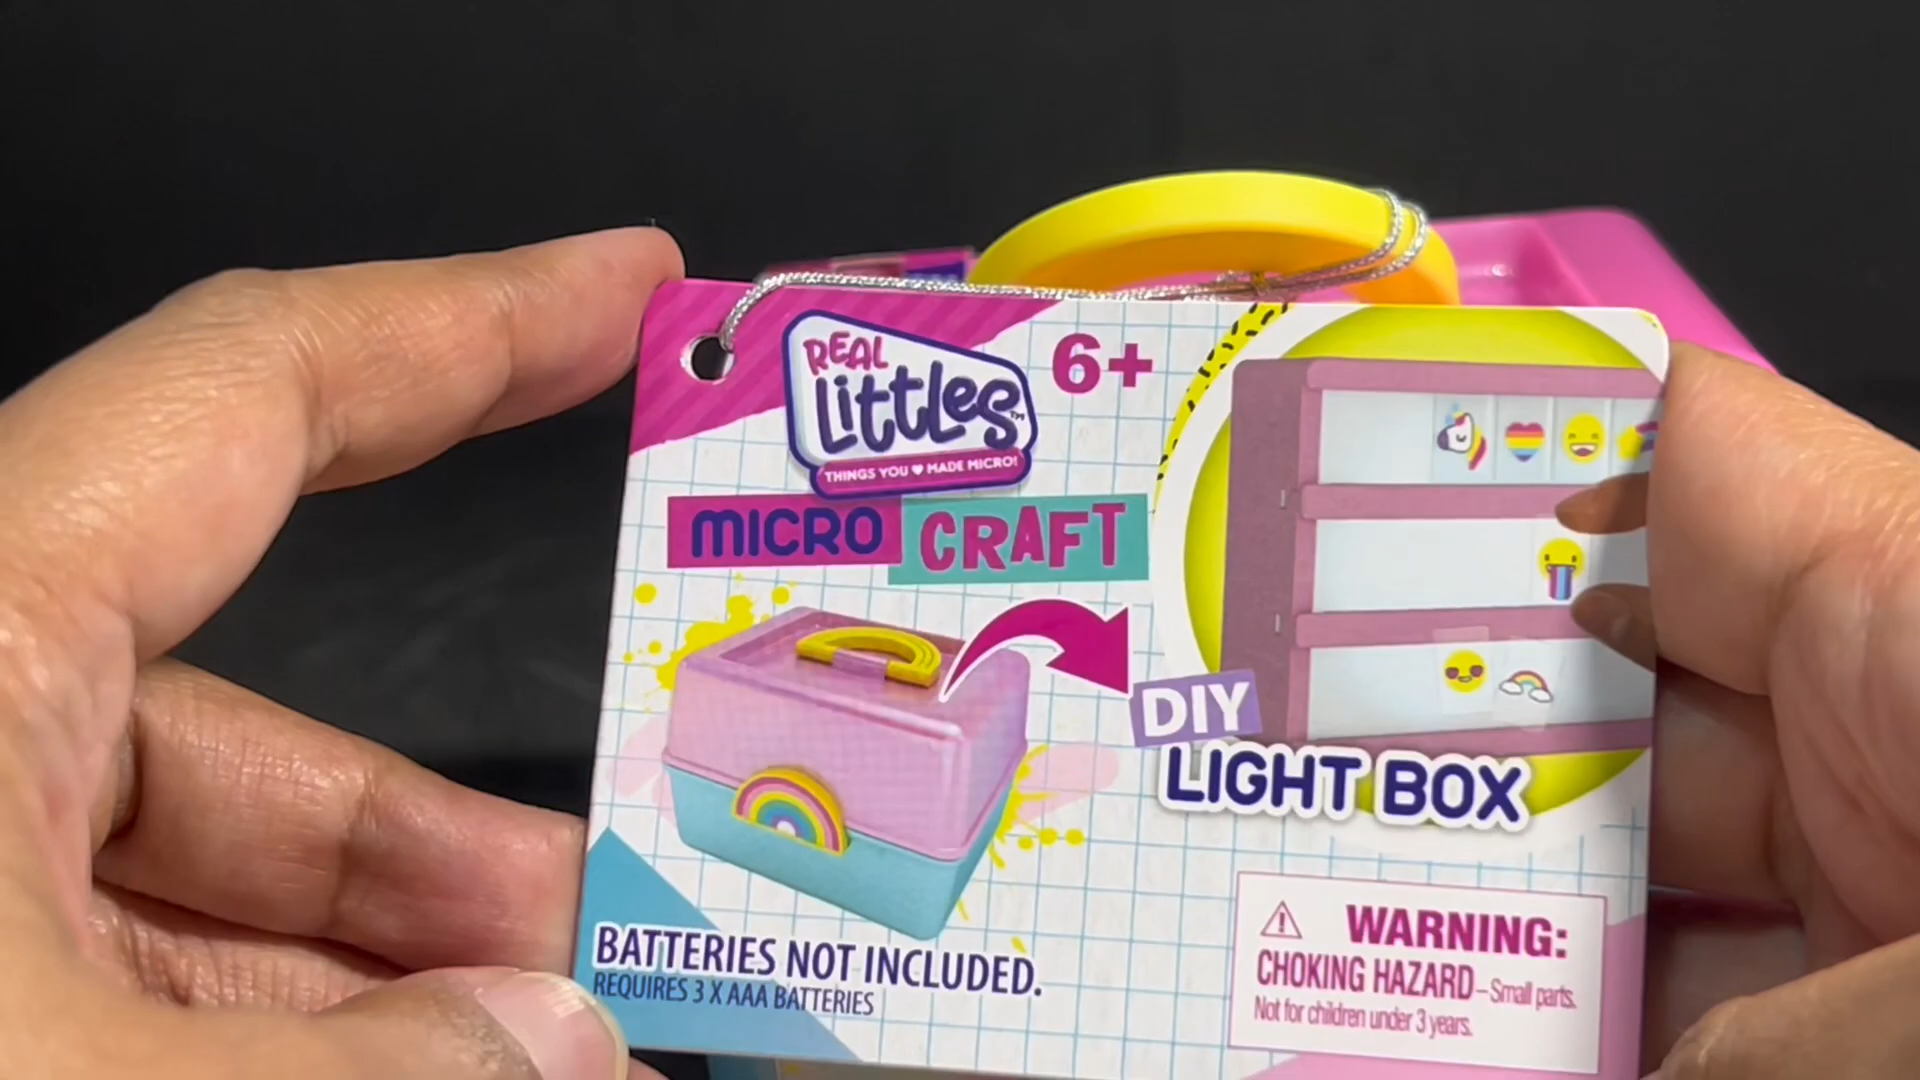 REAL
LittLes™
THINGS YOU ♥ MADE MICRO!
6+
MICRO CRAFT
DIY
LIGHT BOX
BATTERIES NOT INCLUDED.
REQUIRES 3 X AAA BATTERIES
⚠ WARNING:
CHOKING HAZARD–Small parts.
Not for children under 3 years.